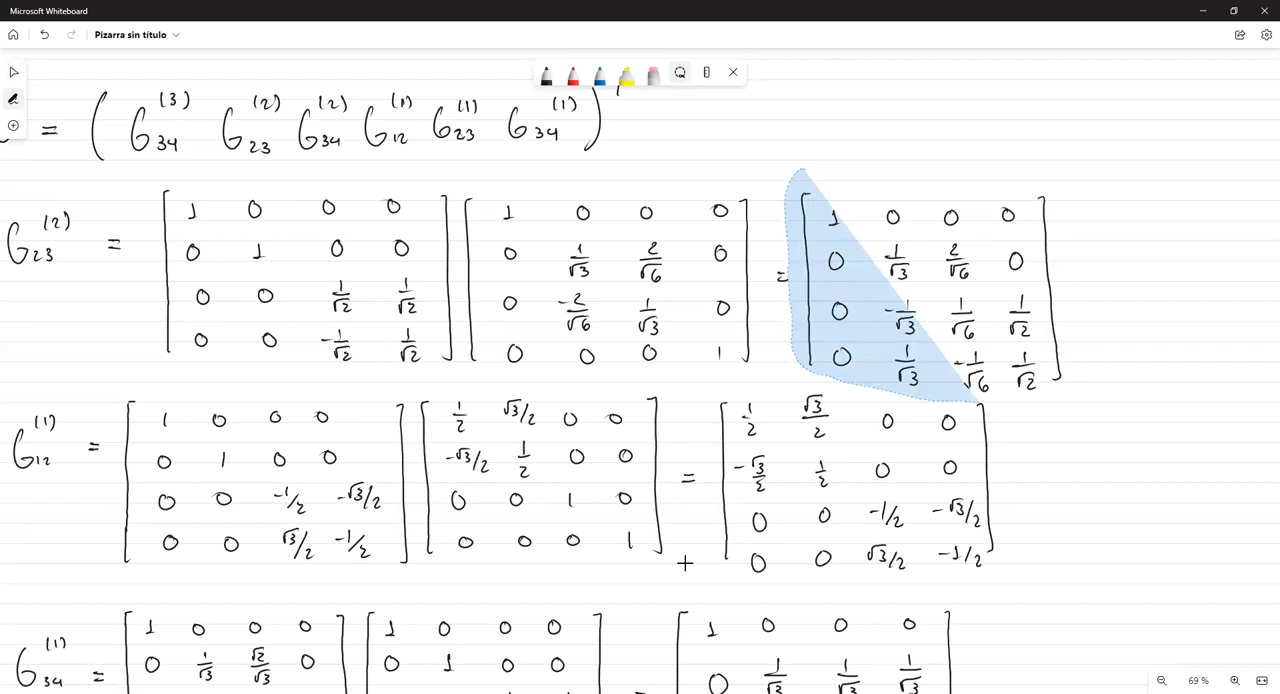 Microsoft Whiteboard
Pizarra sin título
= ( G34^(3) G23^(2) G34^(2) G12^(1) G23^(1) G34^(1) )
G23^(2) = [ 1 0 0 0 ] [ 1 0 0 0 ] = [ 1 0 0 0 ]
[ 0 1 0 0 ] [ 0 1/√3 2/√6 0 ] [ 0 1/√3 2/√6 0 ]
[ 0 0 1/√2 1/√2 ] [ 0 -2/√6 1/√3 0 ] [ 0 -1/√3 1/√6 1/√2 ]
[ 0 0 -1/√2 1/√2 ] [ 0 0 0 1 ] [ 0 1/√3 -1/√6 1/√2 ]
G12^(1) = [ 1 0 0 0 ] [ 1/2 √3/2 0 0 ] = [ 1/2 √3/2 0 0 ]
[ 0 1 0 0 ] [ -√3/2 1/2 0 0 ] [ -√3/2 1/2 0 0 ]
[ 0 0 -1/2 -√3/2 ] [ 0 0 1 0 ] [ 0 0 -1/2 -√3/2 ]
[ 0 0 √3/2 -1/2 ] [ 0 0 0 1 ] [ 0 0 √3/2 -1/2 ]
G34^(1) = [ 1 0 0 0 ] [ 1 0 0 0 ] = [ 1 0 0 0 ]
[ 0 1/√3 √2/√3 0 ] [ 0 1 0 0 ] [ 0 1/√3 1/√3 1/√3 ]
69 %